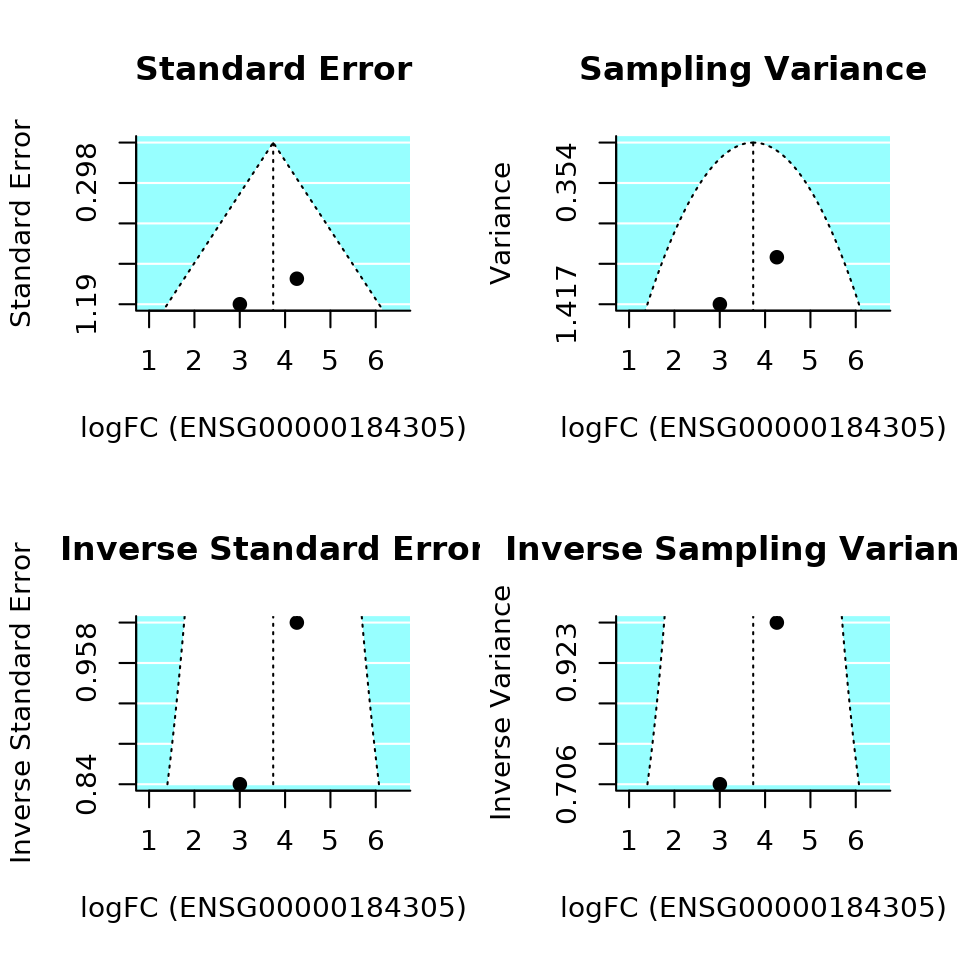 Standard Error
Standard Error
0.298
1.19
1 2 3 4 5 6
logFC (ENSG00000184305)
Sampling Variance
Variance
0.354
1.417
1 2 3 4 5 6
logFC (ENSG00000184305)
Inverse Standard Error
Inverse Standard Error
0.958
0.84
1 2 3 4 5 6
logFC (ENSG00000184305)
Inverse Sampling Varian
Inverse Variance
0.923
0.706
1 2 3 4 5 6
logFC (ENSG00000184305)